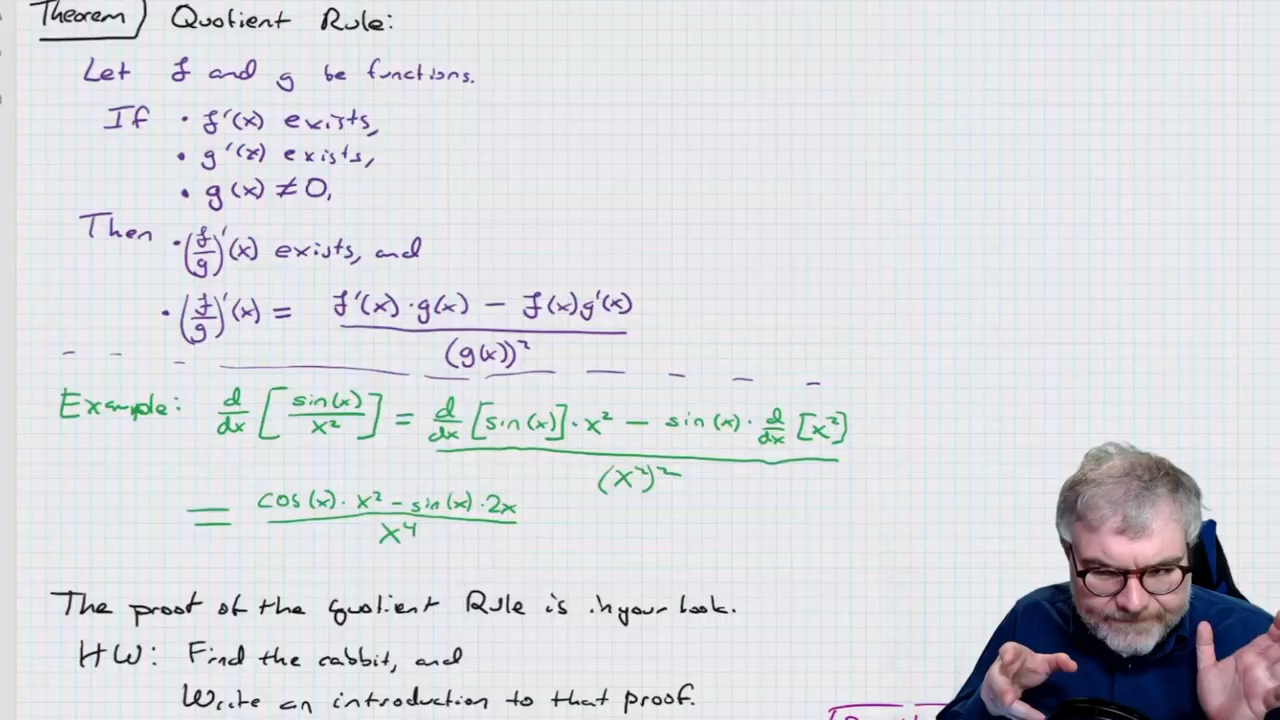 Theorem Quotient Rule:
Let f and g be functions.
If • f'(x) exists,
• g'(x) exists,
• g(x) ≠ 0,
Then • (f/g)'(x) exists, and
• (f/g)'(x) = (f'(x)·g(x) − f(x)g'(x)) / (g(x))²
Example: d/dx [sin(x)/x²] = (d/dx [sin(x)]·x² − sin(x)·d/dx [x²]) / (x²)²
= (cos(x)·x² − sin(x)·2x) / x⁴
The proof of the quotient Rule is in your book.
HW: Find the rabbit, and
Write an introduction to that proof.